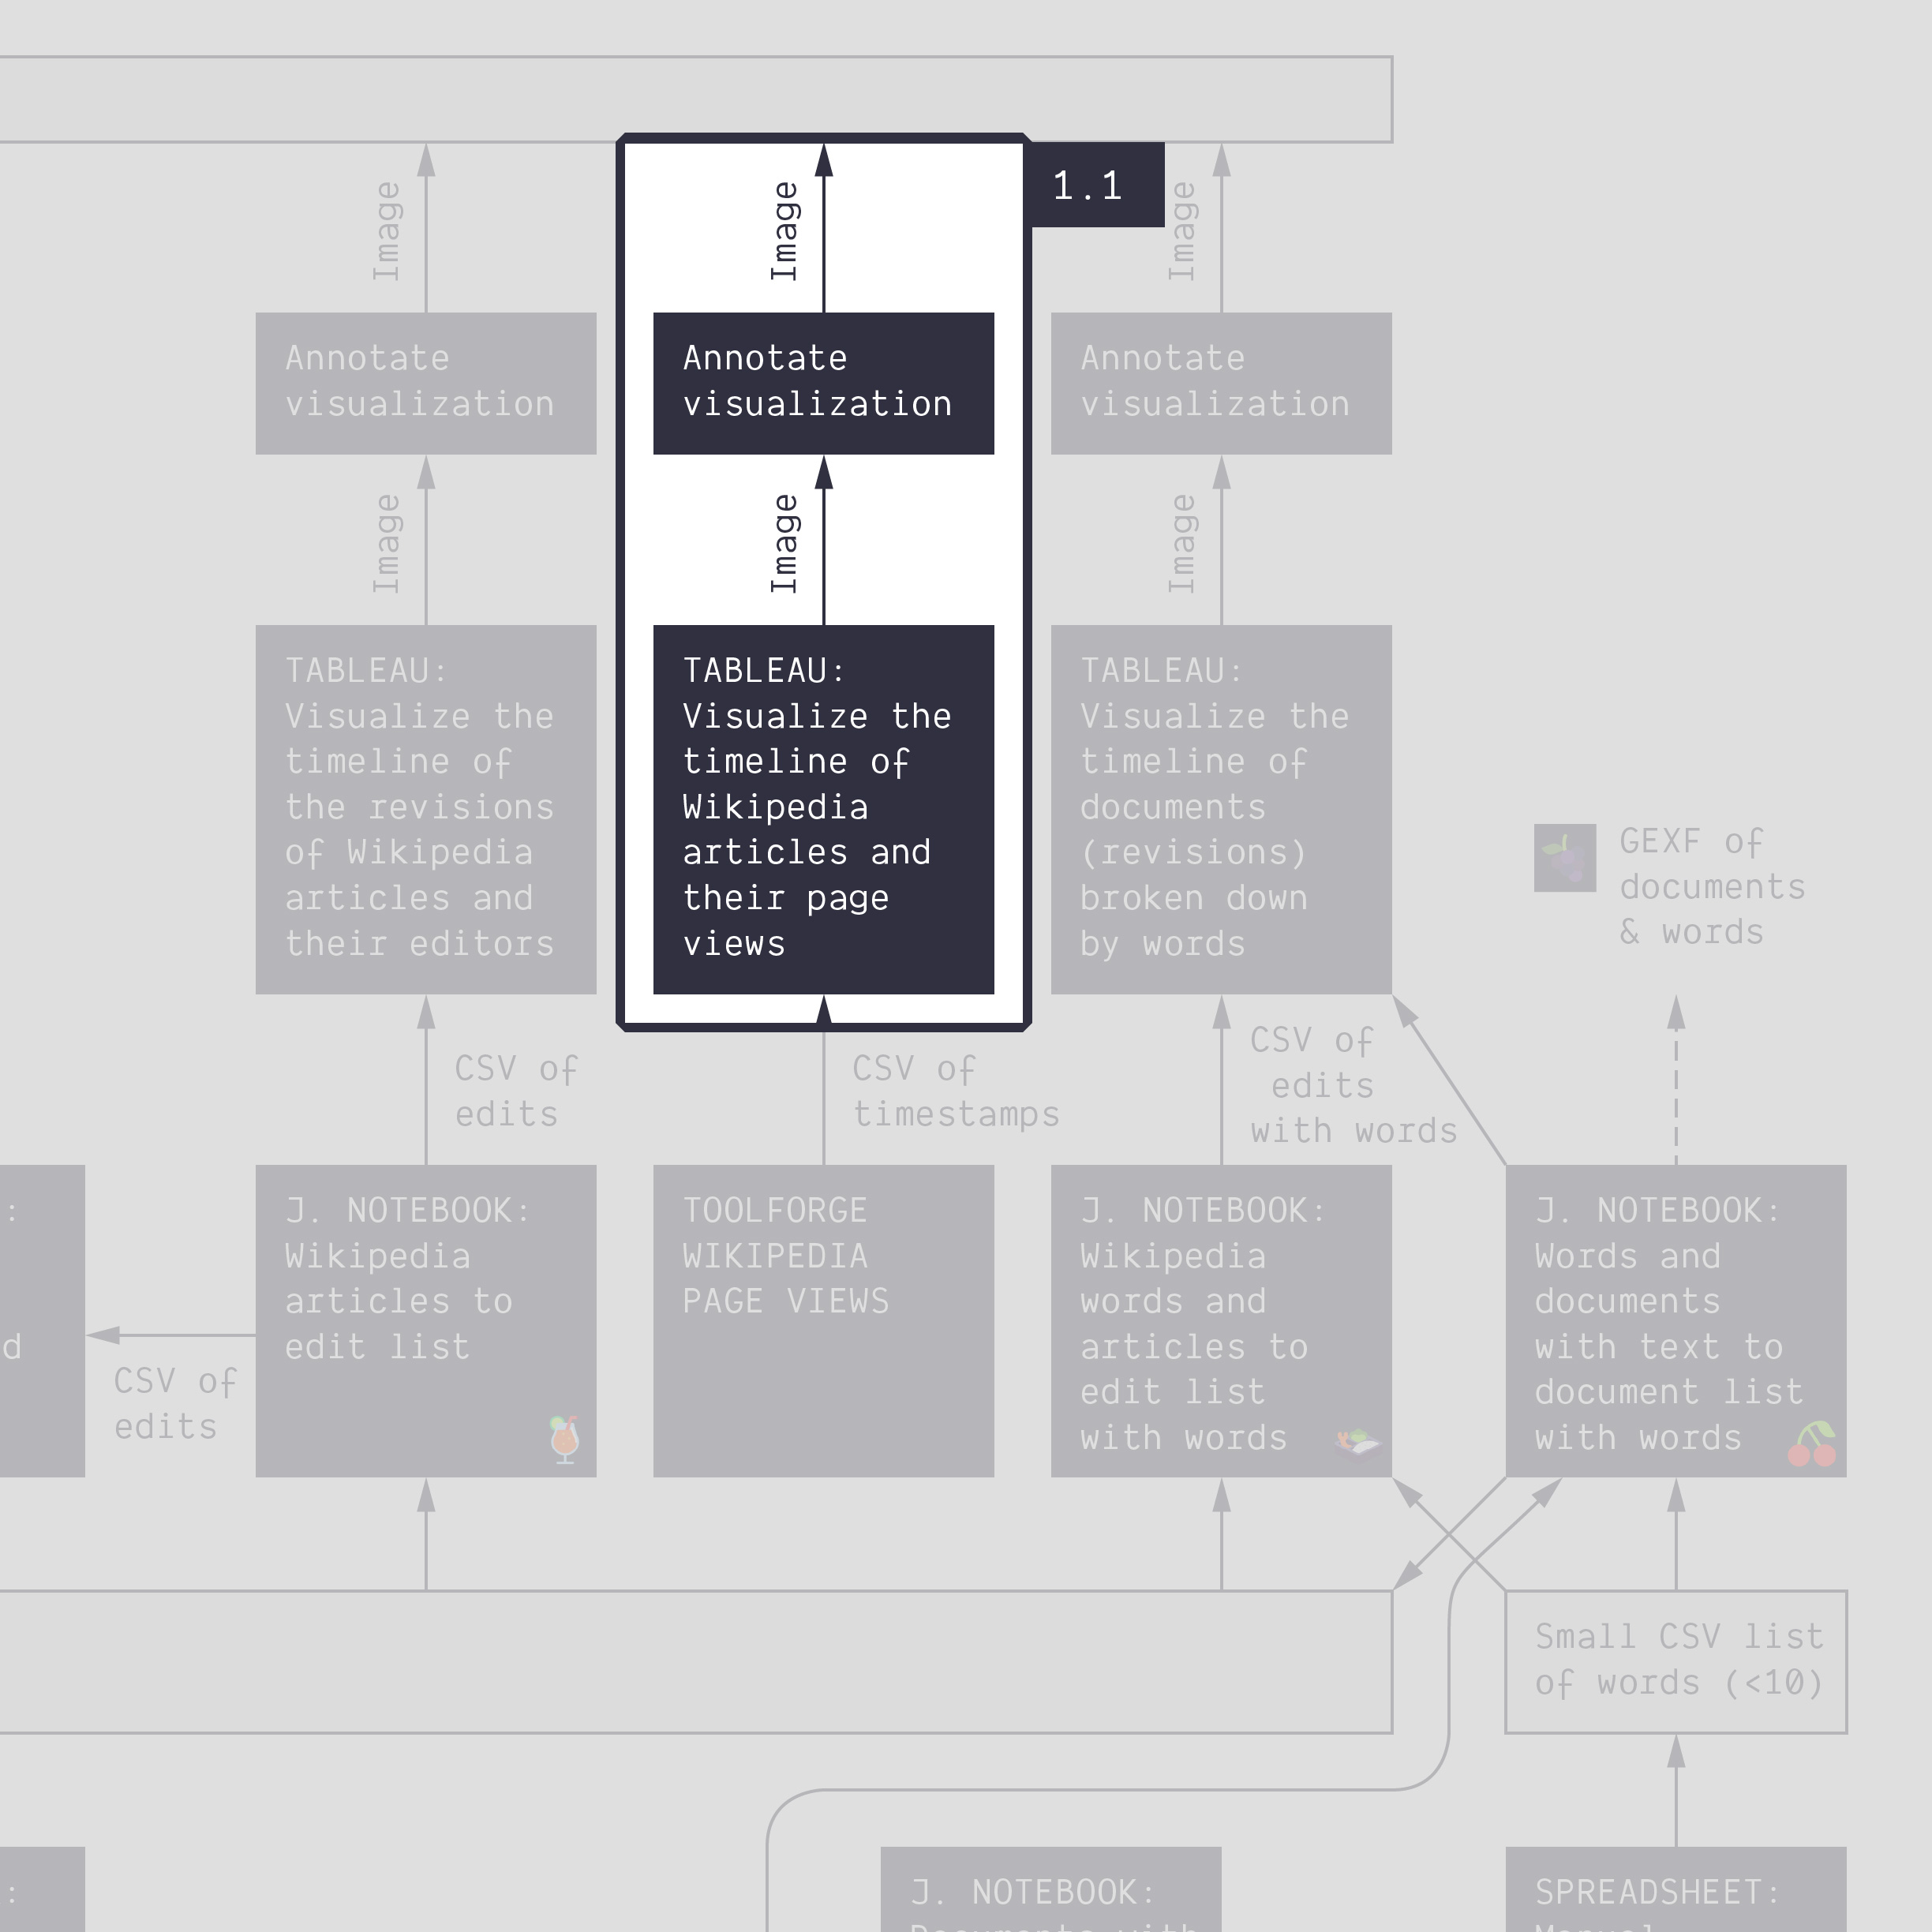 1.1
Image
Image
Image
Annotate
visualization
Annotate
visualization
Annotate
visualization
Image
Image
Image
TABLEAU:
Visualize the
timeline of
the revisions
of Wikipedia
articles and
their editors
TABLEAU:
Visualize the
timeline of
Wikipedia
articles and
their page
views
TABLEAU:
Visualize the
timeline of
documents
(revisions)
broken down
by words
GEXF of
documents
& words
CSV of
edits
CSV of
timestamps
CSV of
edits
with words
:
d
CSV of
edits
J. NOTEBOOK:
Wikipedia
articles to
edit list
TOOLFORGE
WIKIPEDIA
PAGE VIEWS
J. NOTEBOOK:
Wikipedia
words and
articles to
edit list
with words
J. NOTEBOOK:
Words and
documents
with text to
document list
with words
Small CSV list
of words (<10)
:
J. NOTEBOOK:
Documents with
SPREADSHEET:
Manual